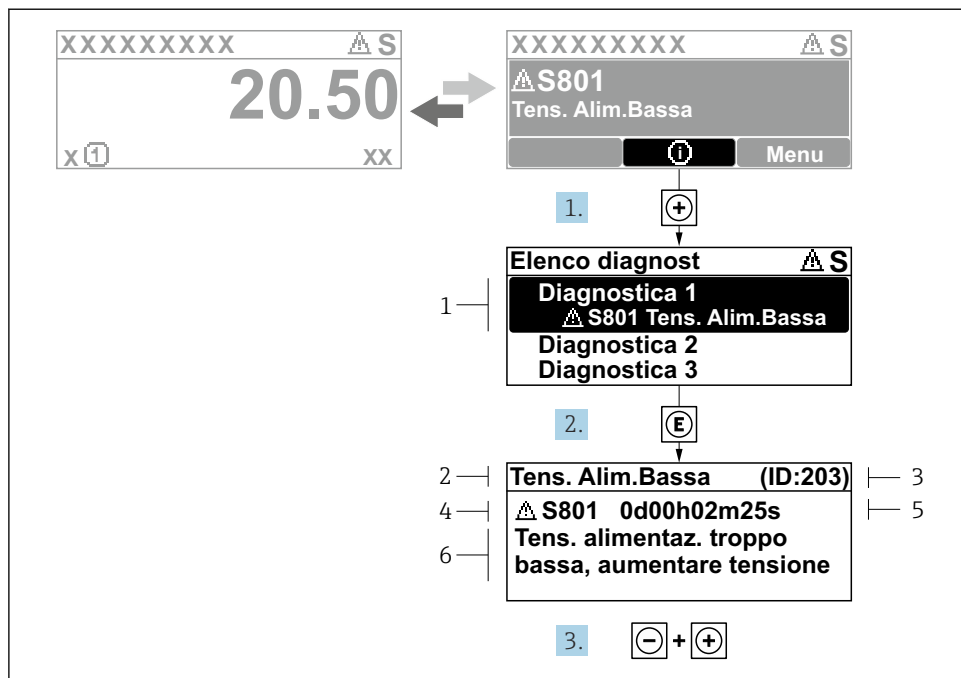 XXXXXXXXX ⚠ S
20.50
x ① xx
XXXXXXXXX ⚠ S
⚠ S801
Tens. Alim.Bassa
ⓘ Menu
1. ⊕
Elenco diagnost ⚠ S
1
Diagnostica 1
⚠ S801 Tens. Alim.Bassa
Diagnostica 2
Diagnostica 3
2. Ⓔ
2 Tens. Alim.Bassa (ID:203) 3
4 ⚠ S801 0d00h02m25s 5
6 Tens. alimentaz. troppo
bassa, aumentare tensione
3. ⊖ + ⊕